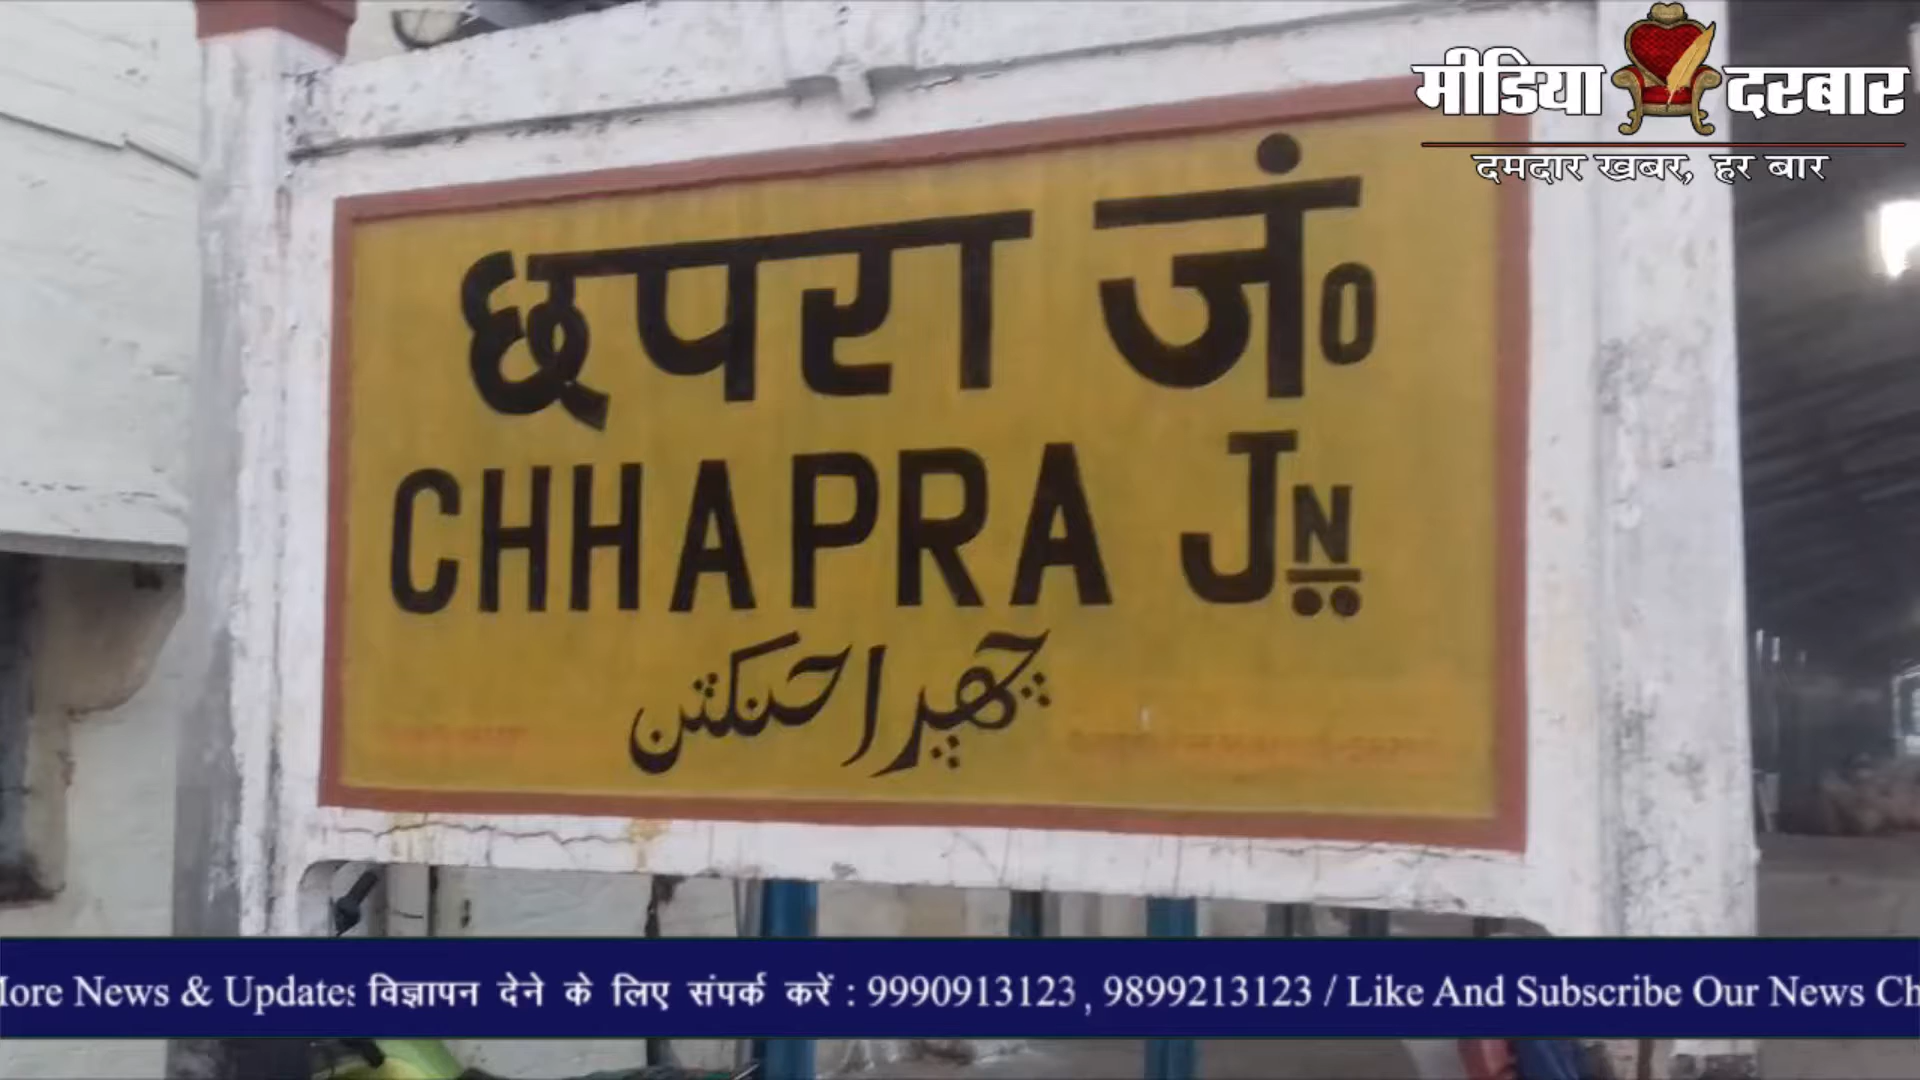 मीडिया दरबार
दमदार खबर, हर बार
छपरा जं०
CHHAPRA JN
چھپرا جنکشن
More News & Updates विज्ञापन देने के लिए संपर्क करें : 9990913123, 9899213123 / Like And Subscribe Our News Ch